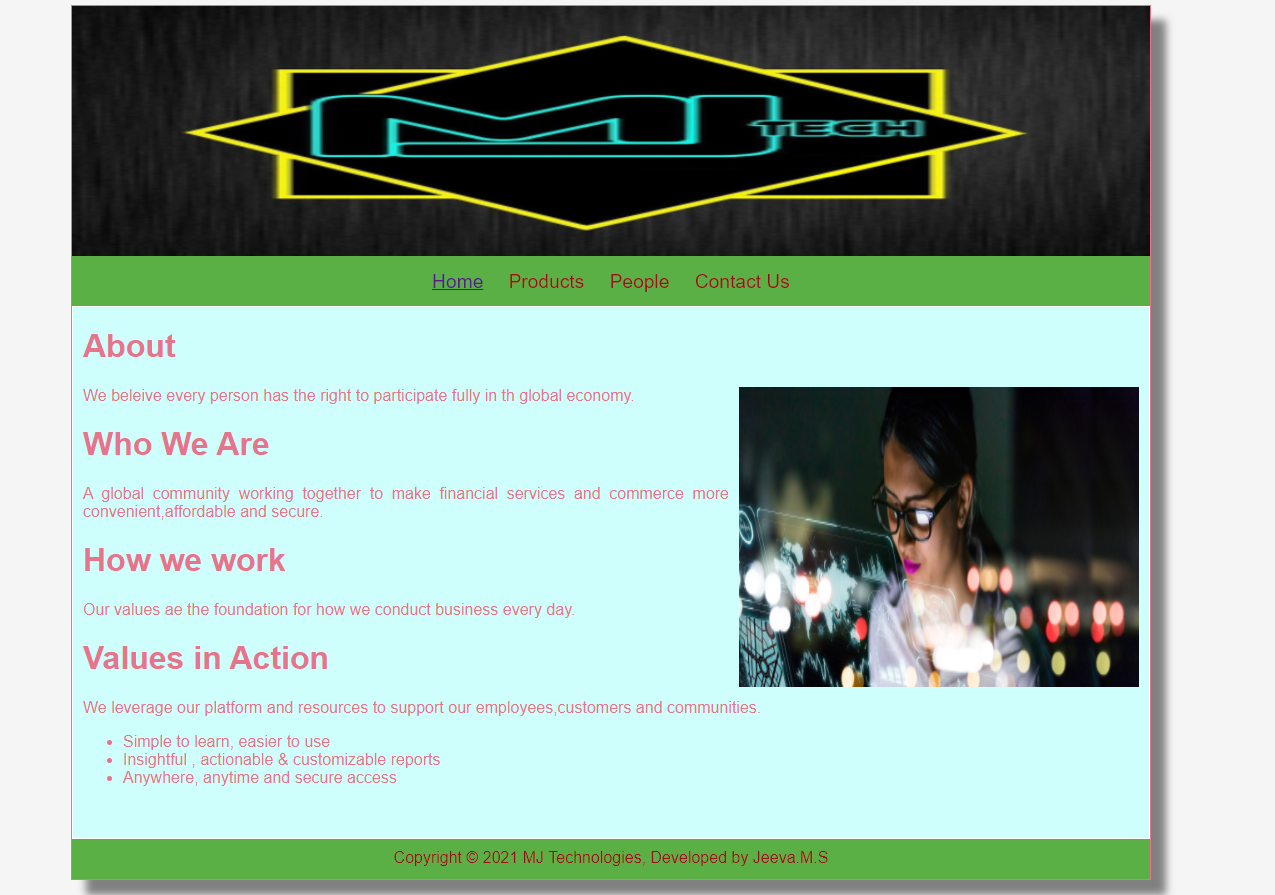 MJ TECH
Home Products People Contact Us
About
We beleive every person has the right to participate fully in th global economy.
Who We Are
A global community working together to make financial services and commerce more
convenient,affordable and secure.
How we work
Our values ae the foundation for how we conduct business every day.
Values in Action
We leverage our platform and resources to support our employees,customers and communities.
• Simple to learn, easier to use
• Insightful , actionable & customizable reports
• Anywhere, anytime and secure access
Copyright © 2021 MJ Technologies, Developed by Jeeva.M.S